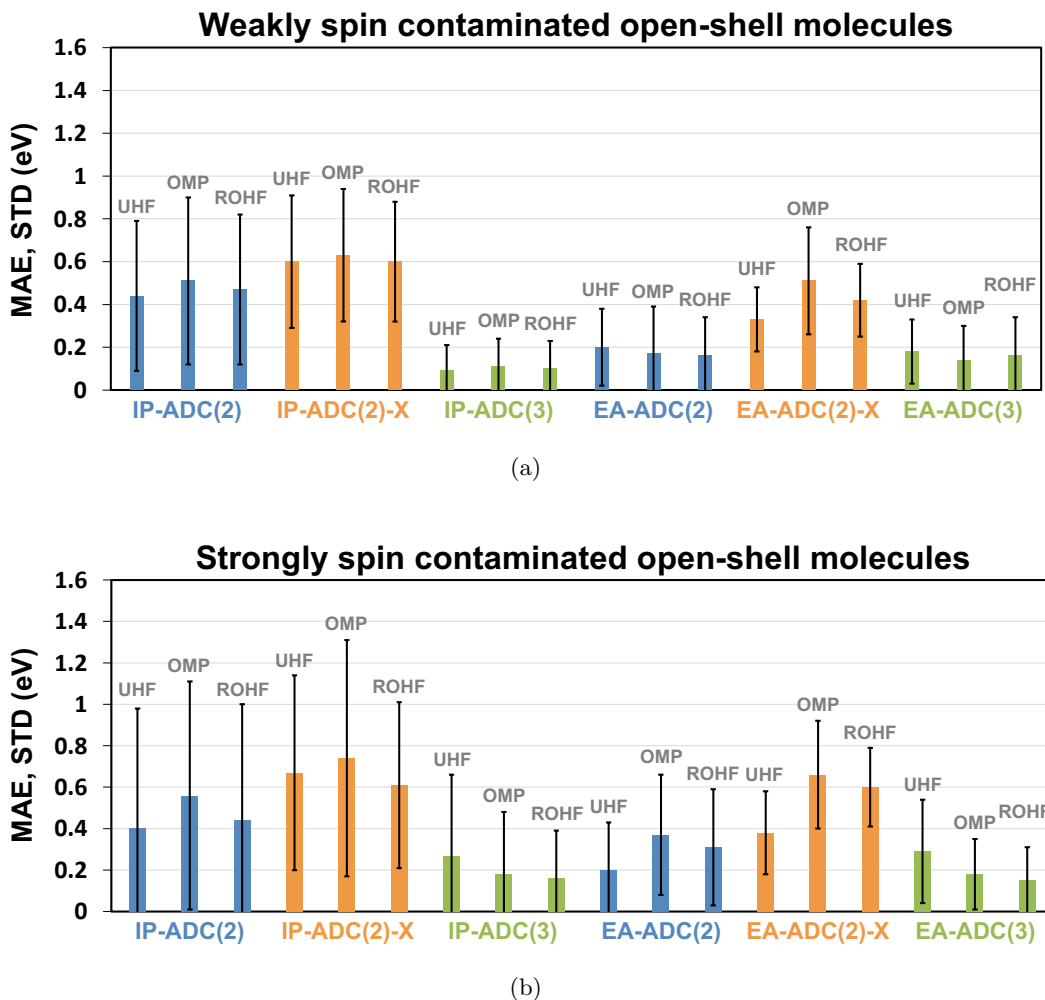 Weakly spin contaminated open-shell molecules
MAE, STD (eV)
1.6
1.4
1.2
1
0.8
0.6
0.4
0.2
0
UHF OMP ROHF UHF OMP ROHF UHF OMP ROHF UHF OMP ROHF UHF OMP ROHF UHF OMP ROHF
IP-ADC(2) IP-ADC(2)-X IP-ADC(3) EA-ADC(2) EA-ADC(2)-X EA-ADC(3)
(a)
Strongly spin contaminated open-shell molecules
MAE, STD (eV)
1.6
1.4
1.2
1
0.8
0.6
0.4
0.2
0
UHF OMP ROHF UHF OMP ROHF UHF OMP ROHF UHF OMP ROHF UHF OMP ROHF UHF OMP ROHF
IP-ADC(2) IP-ADC(2)-X IP-ADC(3) EA-ADC(2) EA-ADC(2)-X EA-ADC(3)
(b)